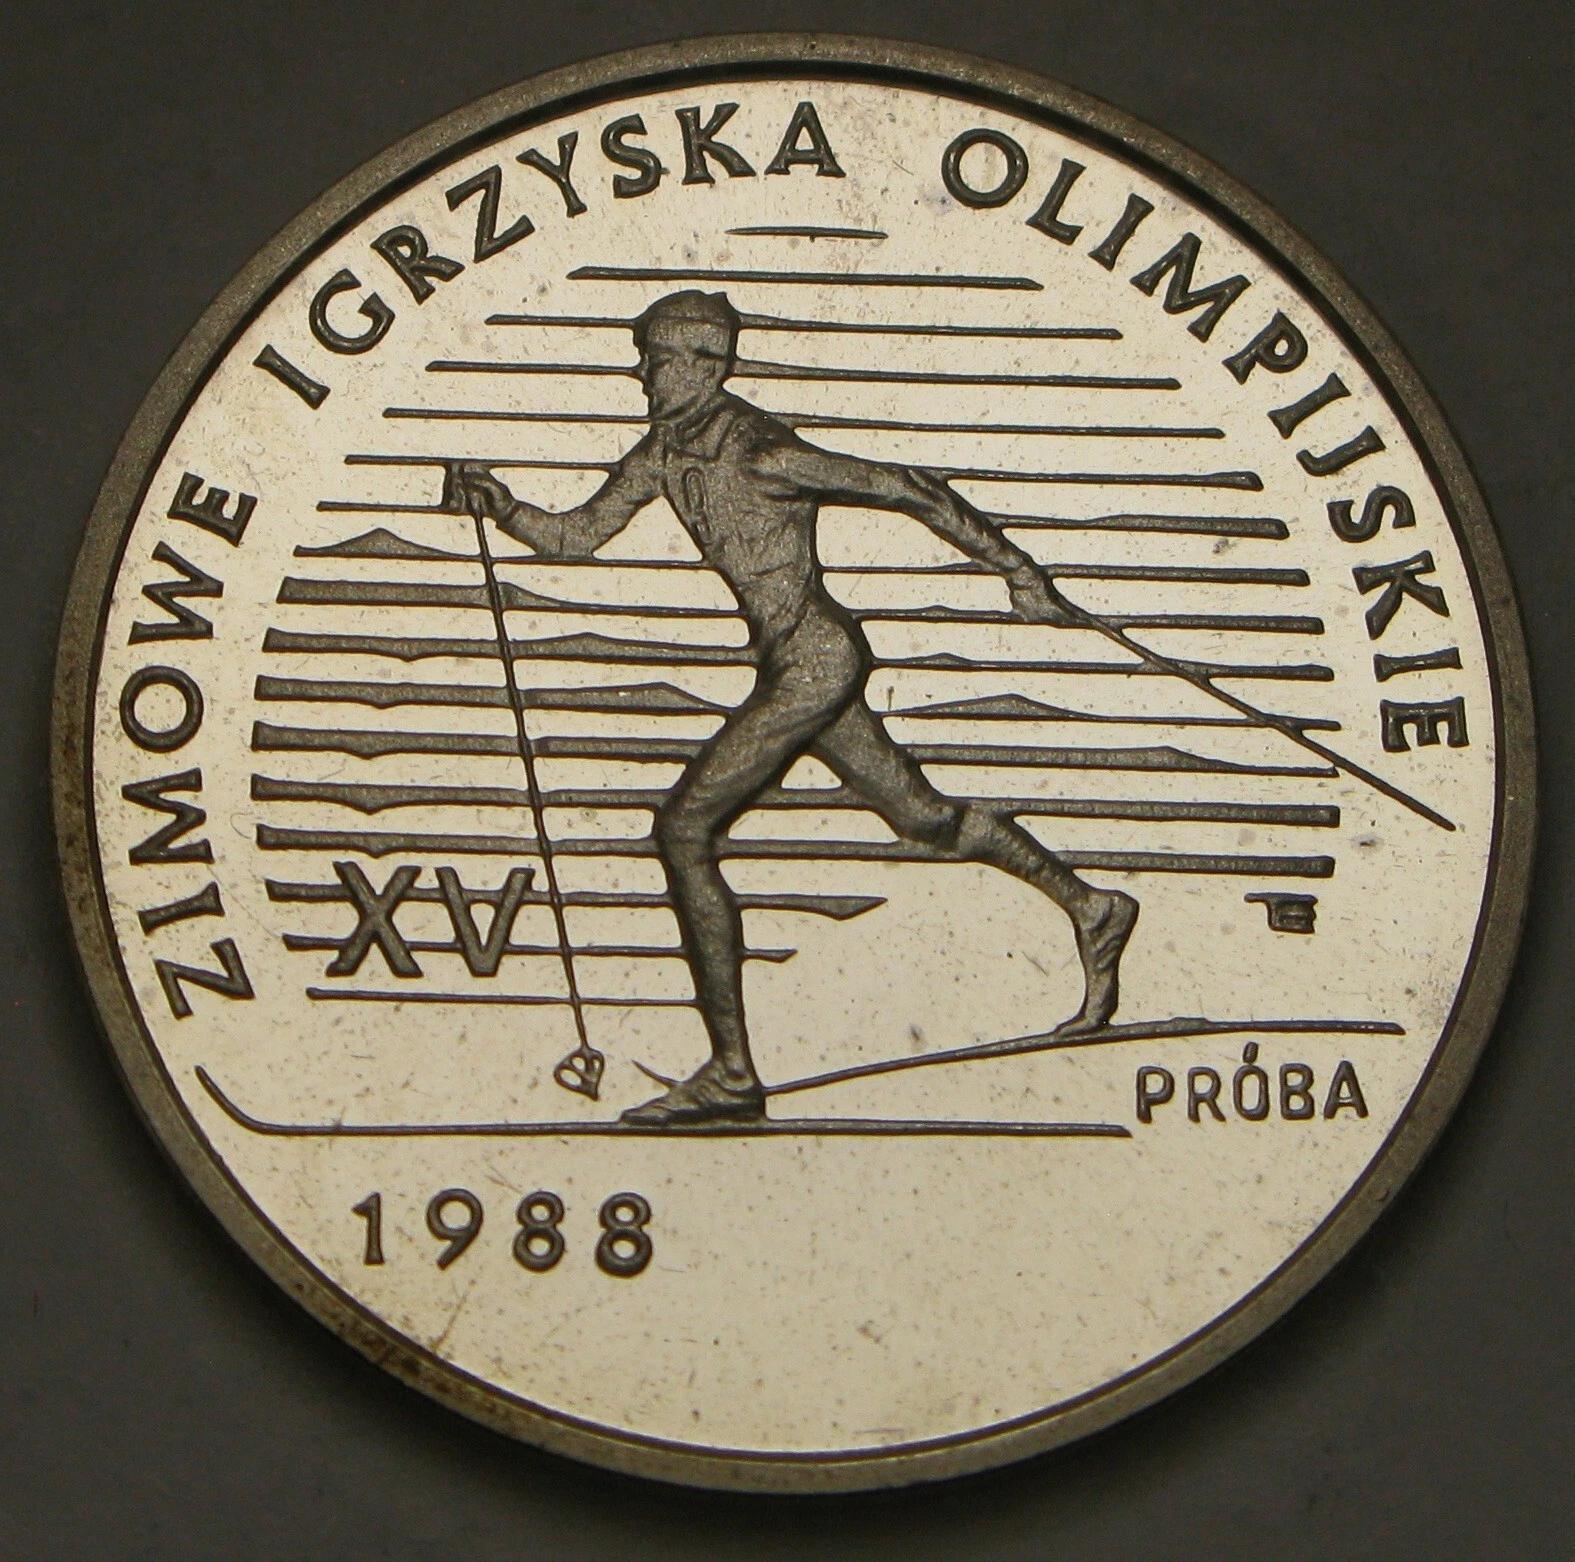 ZIMOWE IGRZYSKA OLIMPIJSKIE
XV
PRÓBA
1988